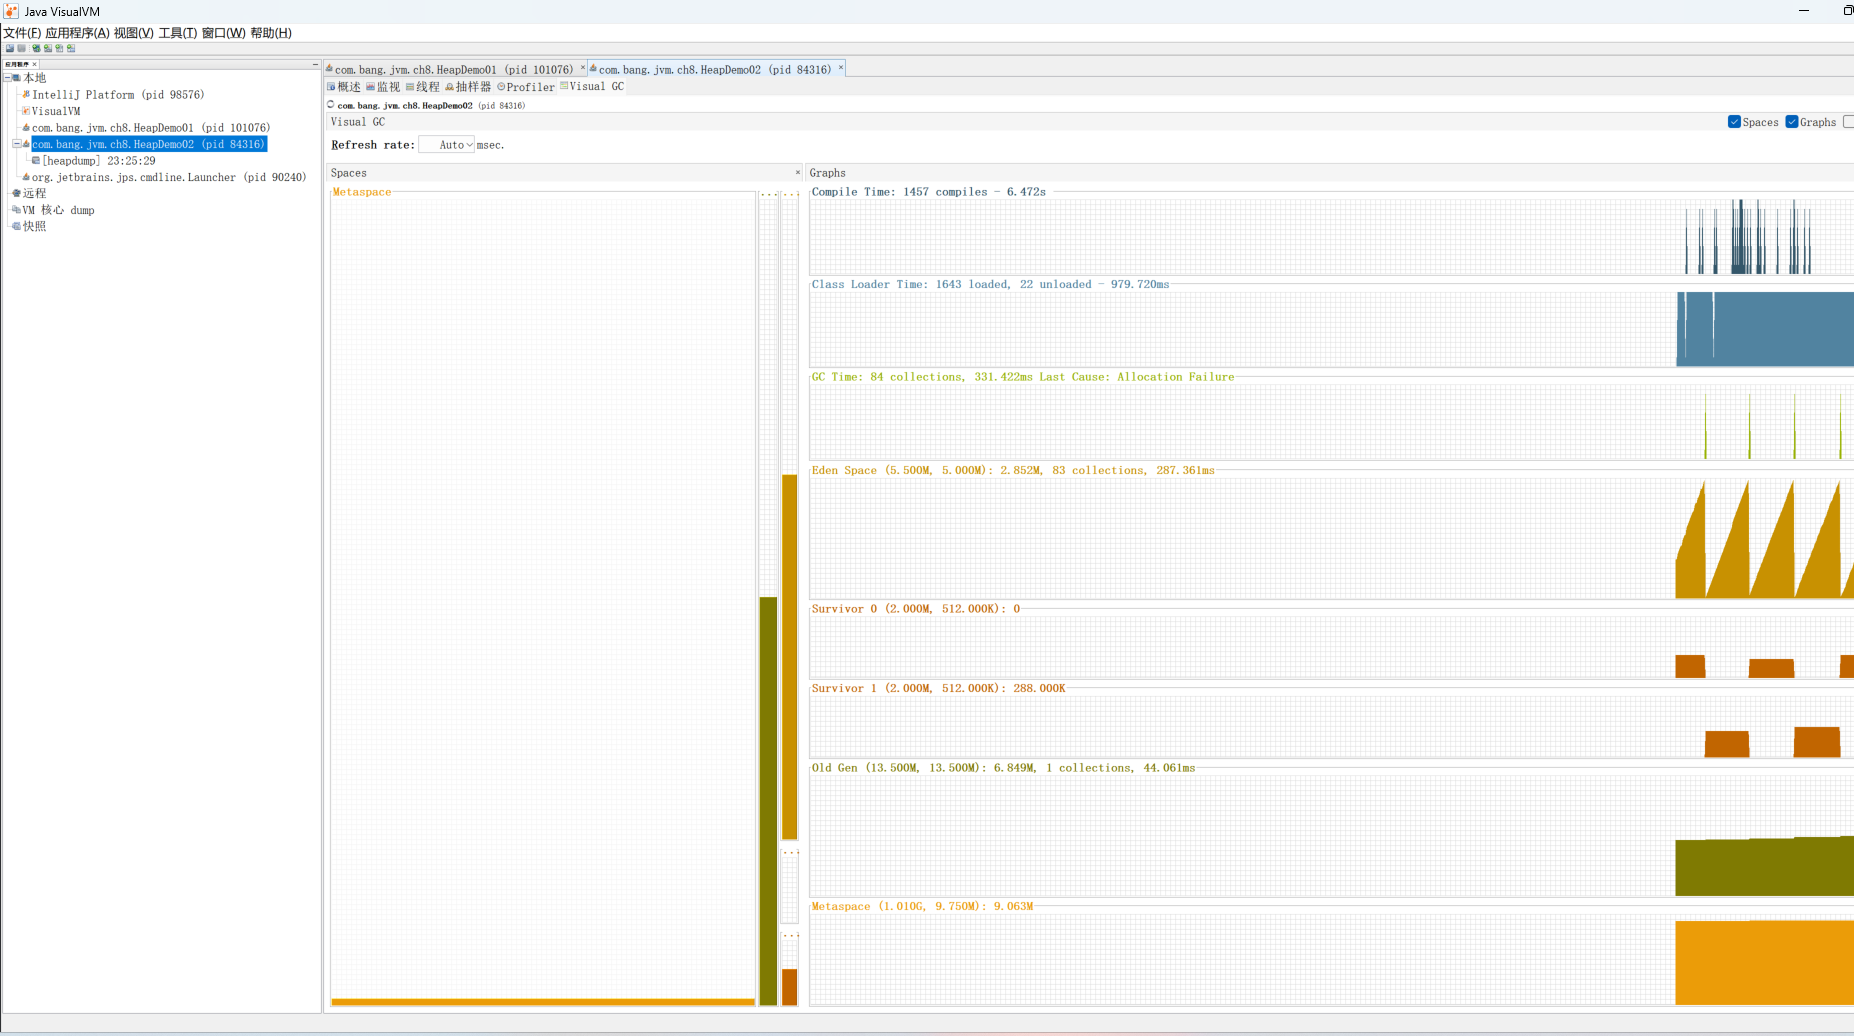 Java VisualVM
文件(F) 应用程序(A) 视图(V) 工具(T) 窗口(W) 帮助(H)
应用程序 ×
本地
IntelliJ Platform (pid 98576)
VisualVM
com.bang.jvm.ch8.HeapDemo01 (pid 101076)
com.bang.jvm.ch8.HeapDemo02 (pid 84316)
[heapdump] 23:25:29
org.jetbrains.jps.cmdline.Launcher (pid 90240)
远程
VM 核心 dump
快照
com.bang.jvm.ch8.HeapDemo01 (pid 101076) × com.bang.jvm.ch8.HeapDemo02 (pid 84316) ×
概述 监视 线程 抽样器 Profiler Visual GC
com.bang.jvm.ch8.HeapDemo02 (pid 84316)
Visual GC
Spaces Graphs
Refresh rate: Auto msec.
Spaces ×
Metaspace
... ...
...
...
Graphs
Compile Time: 1457 compiles - 6.472s
Class Loader Time: 1643 loaded, 22 unloaded - 979.720ms
GC Time: 84 collections, 331.422ms Last Cause: Allocation Failure
Eden Space (5.500M, 5.000M): 2.852M, 83 collections, 287.361ms
Survivor 0 (2.000M, 512.000K): 0
Survivor 1 (2.000M, 512.000K): 288.000K
Old Gen (13.500M, 13.500M): 6.849M, 1 collections, 44.061ms
Metaspace (1.010G, 9.750M): 9.063M